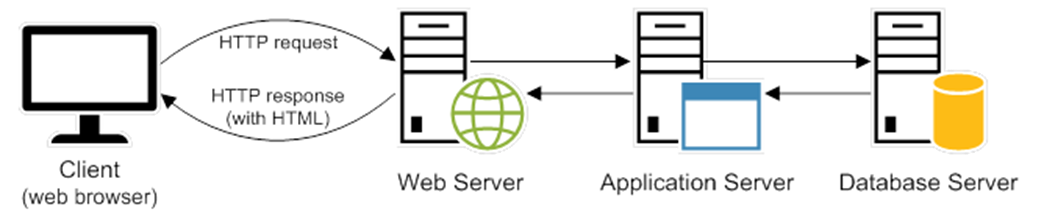 HTTP request
HTTP response
(with HTML)
Client
(web browser)
Web Server
Application Server
Database Server